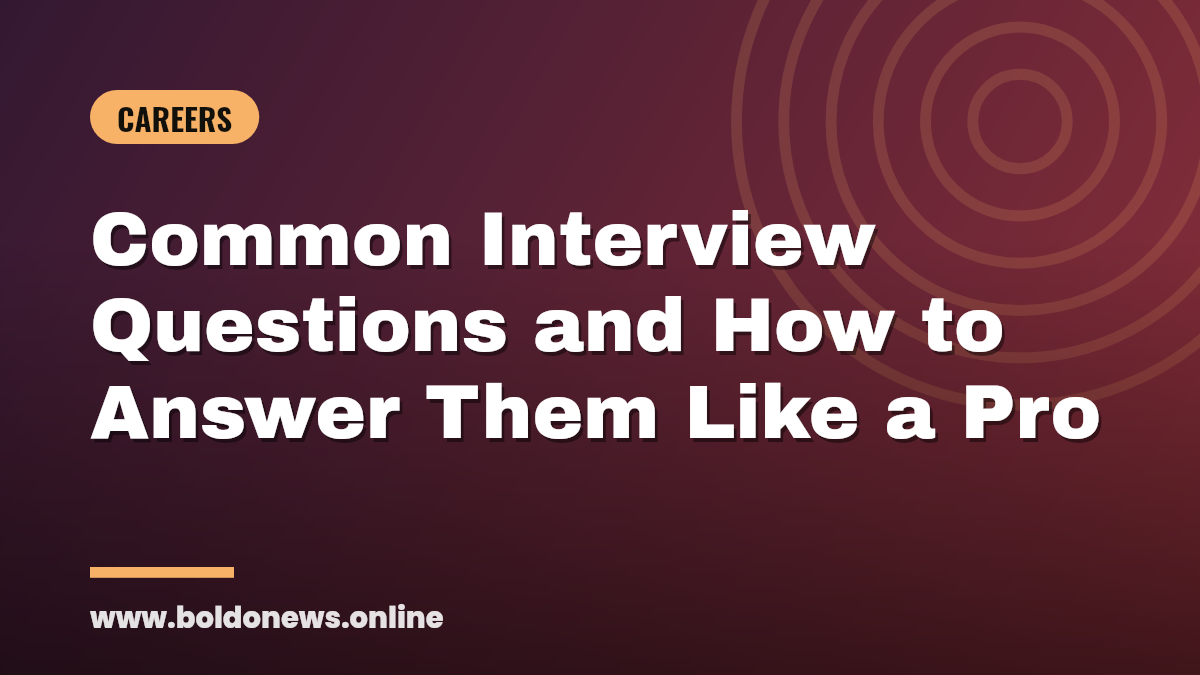 CAREERS
Common Interview
Questions and How to
Answer Them Like a Pro
www.boldonews.online